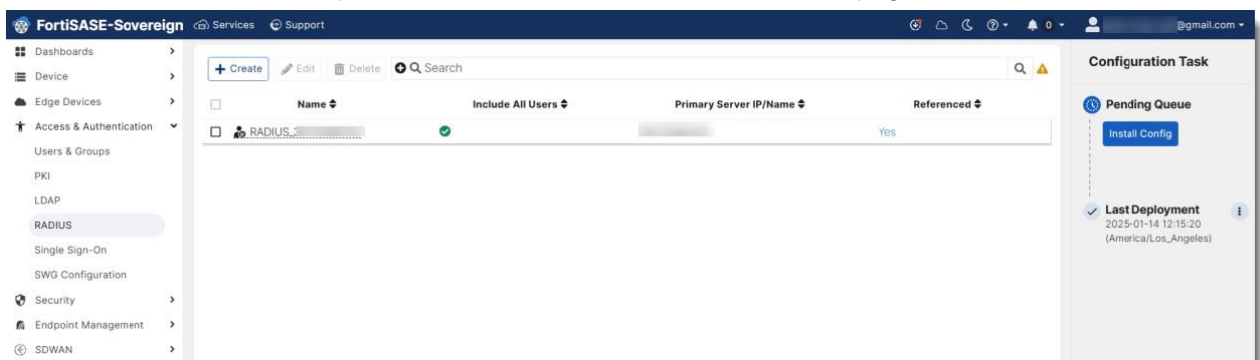 FortiSASE-Sovereign Services Support 0 @gmail.com
Dashboards
Device
Edge Devices
Access & Authentication
Users & Groups
PKI
LDAP
RADIUS
Single Sign-On
SWG Configuration
Security
Endpoint Management
SDWAN
+ Create Edit Delete Search
Name Include All Users Primary Server IP/Name Referenced
RADIUS_ Yes
Configuration Task
Pending Queue
Install Config
Last Deployment
2025-01-14 12:15:20
(America/Los_Angeles)